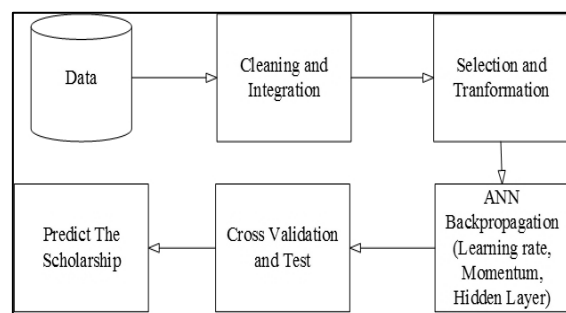 Data
Cleaning and
Integration
Selection and
Tranformation
ANN
Backpropagation
(Learning rate,
Momentum,
Hidden Layer)
Cross Validation
and Test
Predict The
Scholarship